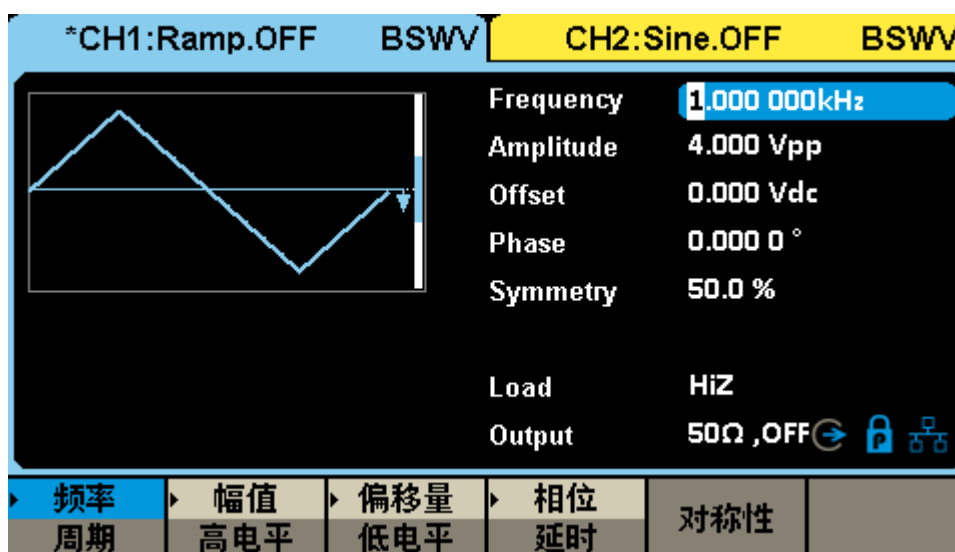 *CH1:Ramp.OFF BSWV CH2:Sine.OFF BSWV
Frequency 1.000 000kHz
Amplitude 4.000 Vpp
Offset 0.000 Vdc
Phase 0.000 0 °
Symmetry 50.0 %
Load HiZ
Output 50Ω ,OFF
频率 幅值 偏移量 相位 对称性
周期 高电平 低电平 延时